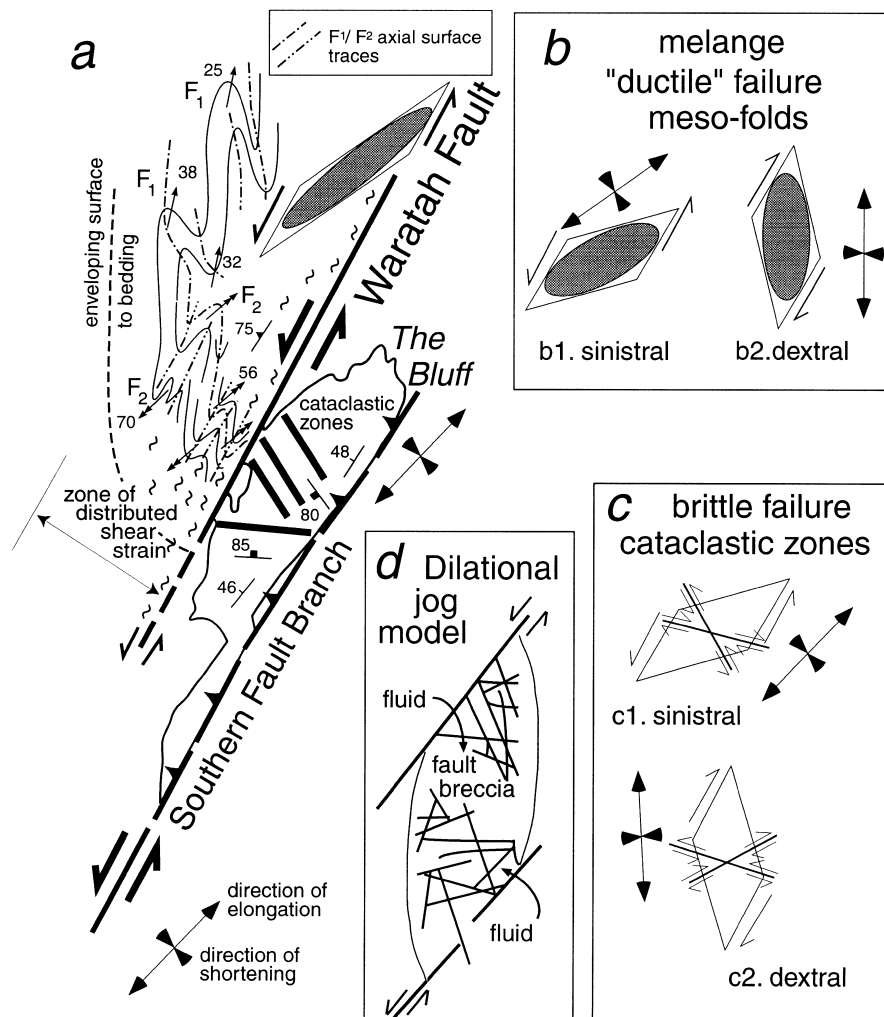 a
F1/ F2 axial surface
traces
25
F1
38
F1
32
enveloping surface
to bedding
F2
75
F2
56
70
Waratah Fault
The
Bluff
cataclastic
zones
48
80
85
46
zone of
distributed
shear
strain
Southern Fault Branch
direction of
elongation
direction of
shortening
b
melange
"ductile" failure
meso-folds
b1. sinistral
b2.dextral
c
brittle failure
cataclastic zones
c1. sinistral
c2. dextral
d
Dilational
jog
model
fluid
fault
breccia
fluid